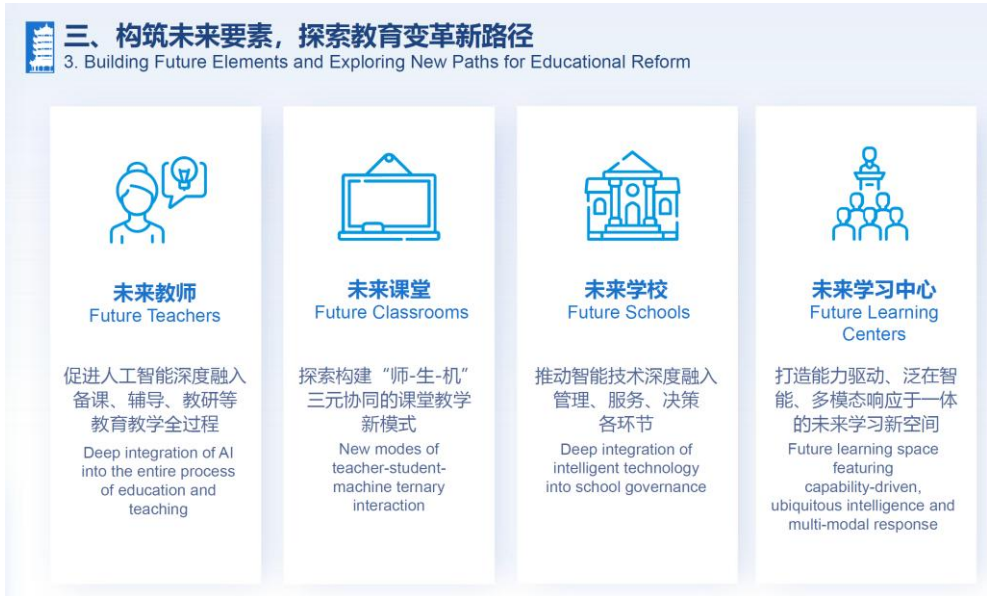 三、构筑未来要素，探索教育变革新路径
3. Building Future Elements and Exploring New Paths for Educational Reform
未来教师
Future Teachers
促进人工智能深度融入
备课、辅导、教研等
教育教学全过程
Deep integration of AI
into the entire process
of education and
teaching
未来课堂
Future Classrooms
探索构建“师-生-机”
三元协同的课堂教学
新模式
New modes of
teacher-student-
machine ternary
interaction
未来学校
Future Schools
推动智能技术深度融入
管理、服务、决策
各环节
Deep integration of
intelligent technology
into school governance
未来学习中心
Future Learning
Centers
打造能力驱动、泛在智
能、多模态响应于一体
的未来学习新空间
Future learning space
featuring
capability-driven,
ubiquitous intelligence and
multi-modal response